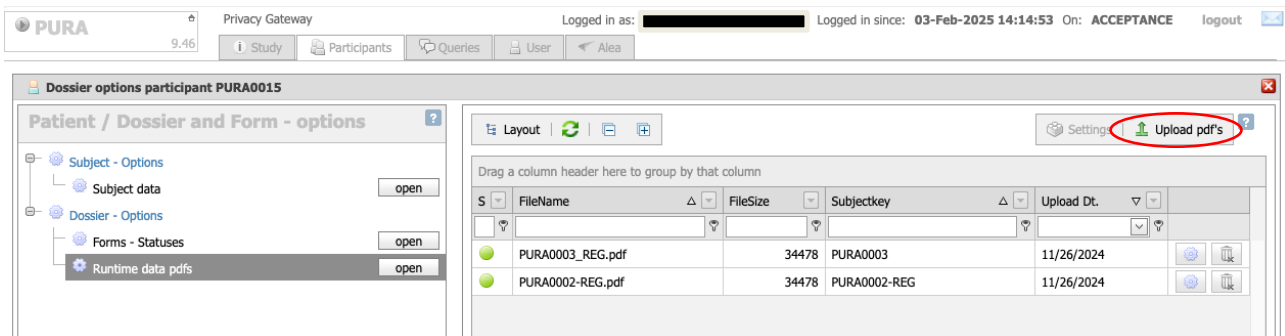 PURA
9.46
Privacy Gateway
Logged in as:
Logged in since: 03-Feb-2025 14:14:53 On: ACCEPTANCE
logout
Study
Participants
Queries
User
Alea
Dossier options participant PURA0015
Patient / Dossier and Form - options
?
Subject - Options
Subject data
open
Dossier - Options
Forms - Statuses
open
Runtime data pdfs
open
Layout
Settings
Upload pdf's
?
Drag a column header here to group by that column
S FileName FileSize Subjectkey Upload Dt.
PURA0003_REG.pdf 34478 PURA0003 11/26/2024
PURA0002-REG.pdf 34478 PURA0002-REG 11/26/2024